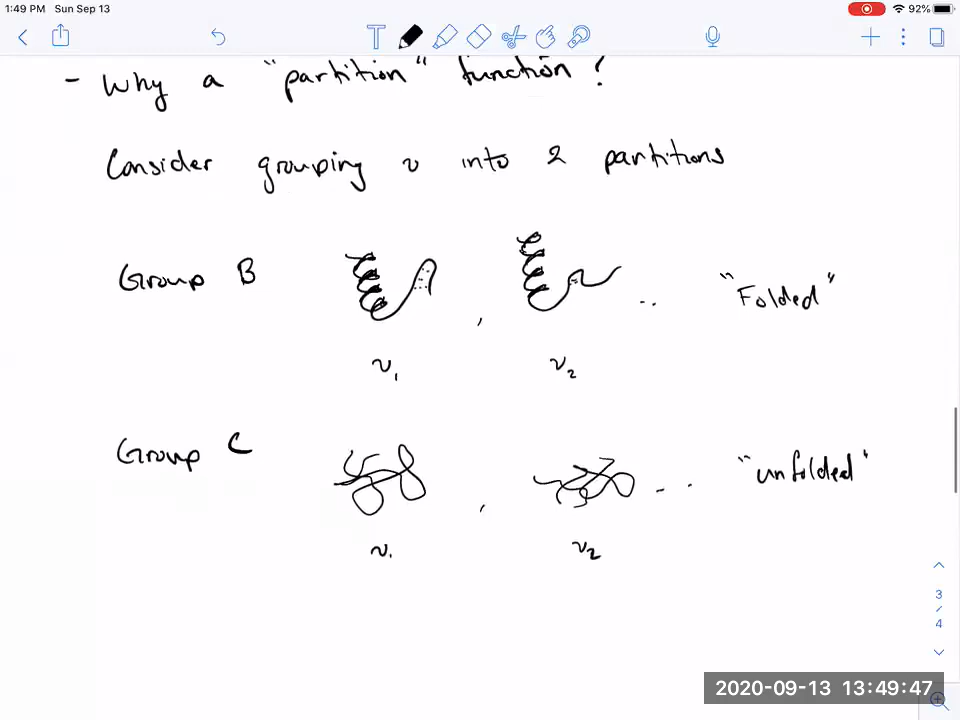 1:49 PM Sun Sep 13 92%
- Why a "partition" function?
Consider grouping ν into 2 partitions
Group B , .. "Folded"
ν₁ ν₂
Group C , - .. "unfolded"
ν₁ ν₂
3
/
4
2020-09-13 13:49:47